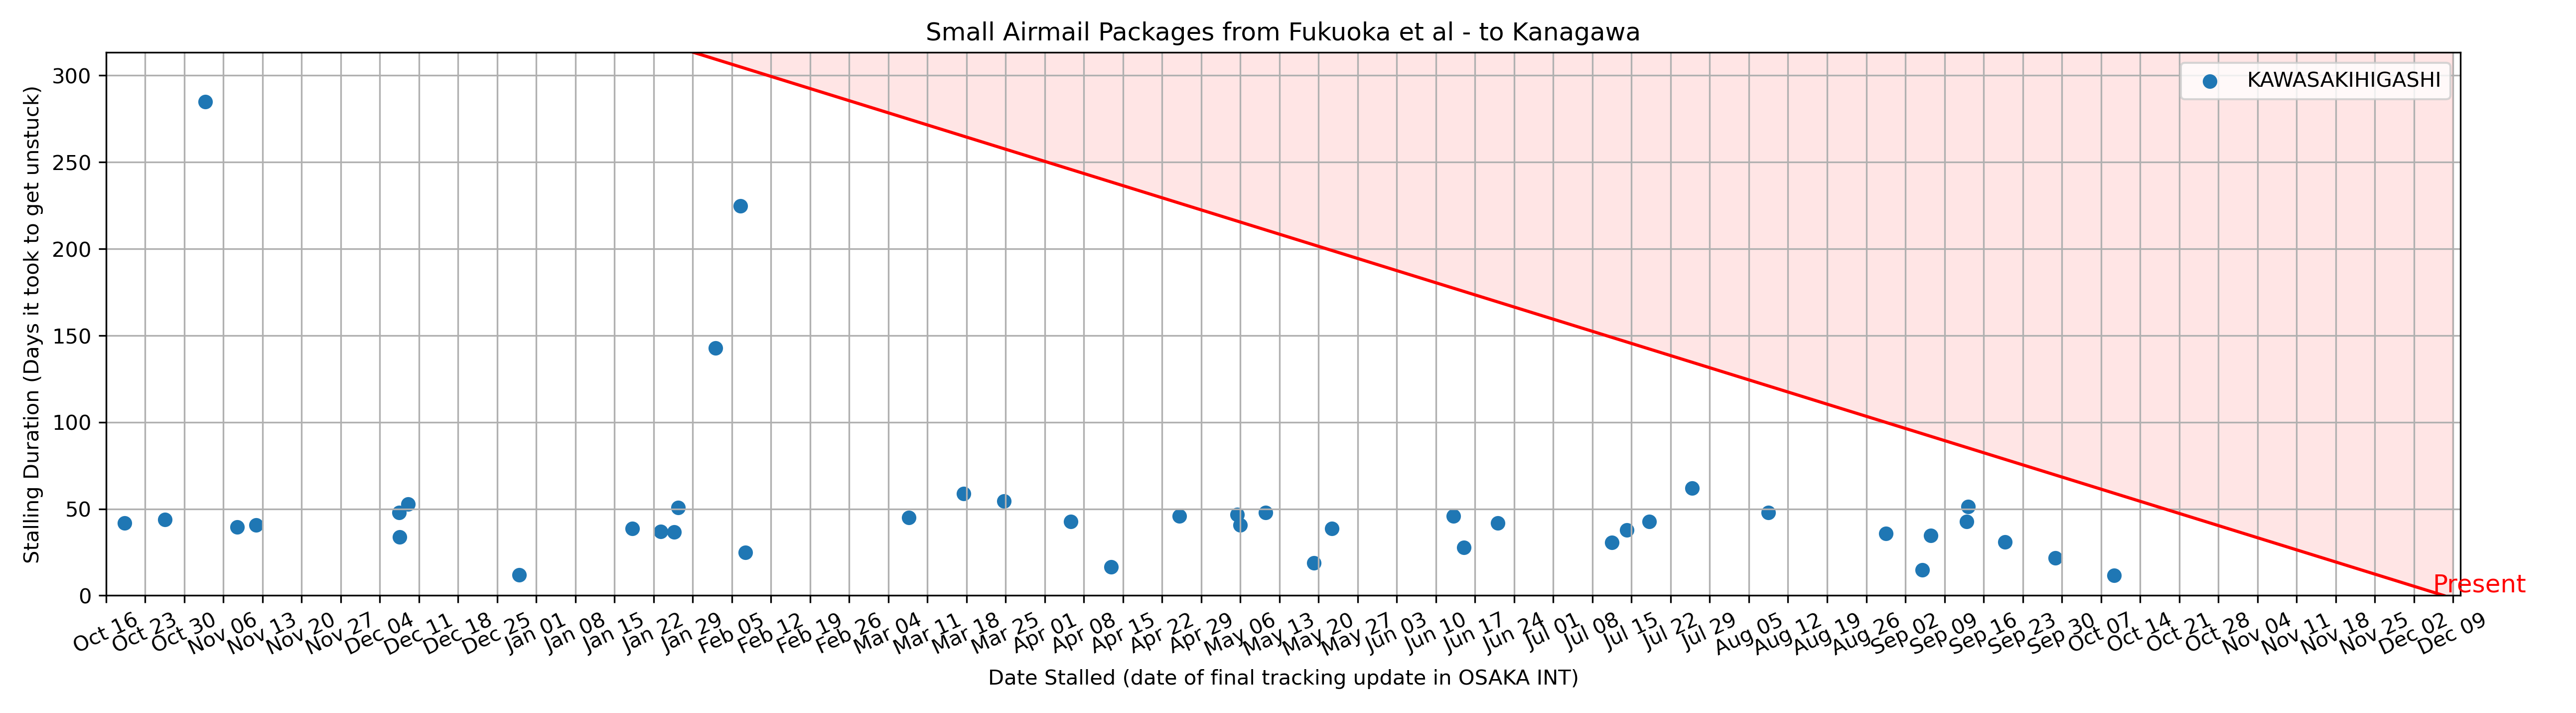 Small Airmail Packages from Fukuoka et al - to Kanagawa
KAWASAKIHIGASHI
Stalling Duration (Days it took to get unstuck)
300
250
200
150
100
50
0
Present
Oct 16 Oct 23 Oct 30 Nov 06 Nov 13 Nov 20 Nov 27 Dec 04 Dec 11 Dec 18 Dec 25 Jan 01 Jan 08 Jan 15 Jan 22 Jan 29 Feb 05 Feb 12 Feb 19 Feb 26 Mar 04 Mar 11 Mar 18 Mar 25 Apr 01 Apr 08 Apr 15 Apr 22 Apr 29 May 06 May 13 May 20 May 27 Jun 03 Jun 10 Jun 17 Jun 24 Jul 01 Jul 08 Jul 15 Jul 22 Jul 29 Aug 05 Aug 12 Aug 19 Aug 26 Sep 02 Sep 09 Sep 16 Sep 23 Sep 30 Oct 07 Oct 14 Oct 21 Oct 28 Nov 04 Nov 11 Nov 18 Nov 25 Dec 02 Dec 09
Date Stalled (date of final tracking update in OSAKA INT)